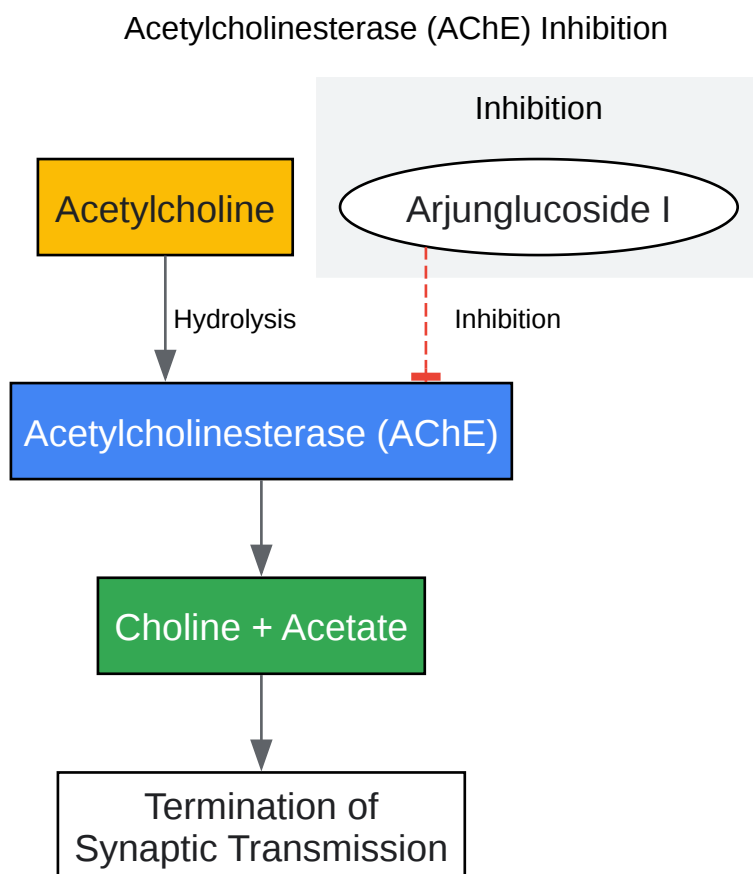 Acetylcholinesterase (AChE) Inhibition
Inhibition
Acetylcholine
Arjunglucoside I
Hydrolysis
Inhibition
Acetylcholinesterase (AChE)
Choline + Acetate
Termination of
Synaptic Transmission